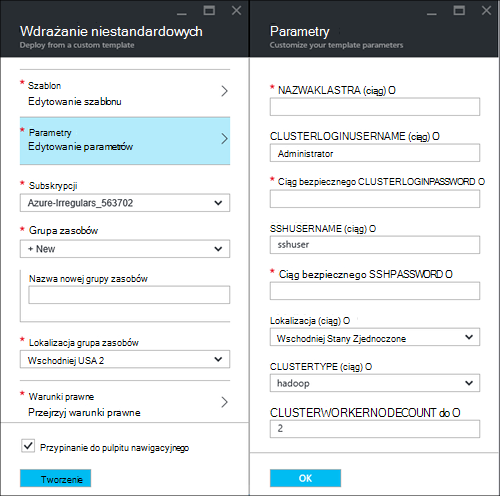 Wdrażanie niestandardowych
Deploy from a custom template
* Szablon
Edytowanie szablonu
* Parametry
Edytowanie parametrów
* Subskrypcji
Azure-Irregulars_563702
* Grupa zasobów
+ New
Nazwa nowej grupy zasobów
* Lokalizacja grupa zasobów
Wschodniej USA 2
* Warunki prawne
Przejrzyj warunki prawne
Przypinanie do pulpitu nawigacyjnego
Tworzenie
Parametry
Customize your template parameters
* NAZWAKLASTRA (ciąg) O
CLUSTERLOGINUSERNAME (ciąg) O
Administrator
* Ciąg bezpiecznego CLUSTERLOGINPASSWORD O
SSHUSERNAME (ciąg) O
sshuser
* Ciąg bezpiecznego SSHPASSWORD O
Lokalizacja (ciąg) O
Wschodniej Stany Zjednoczone
CLUSTERTYPE (ciąg) O
hadoop
CLUSTERWORKERNODECOUNT do O
2
OK